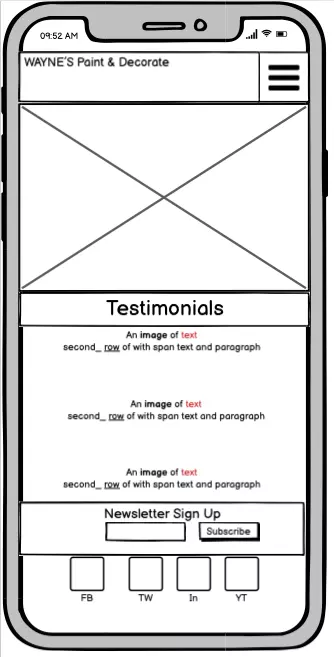 09:52 AM
WAYNE'S Paint & Decorate
Testimonials
An image of text
second_ row of with span text and paragraph
An image of text
second_ row of with span text and paragraph
An image of text
second_ row of with span text and paragraph
Newsletter Sign Up
Subscribe
FB TW In YT